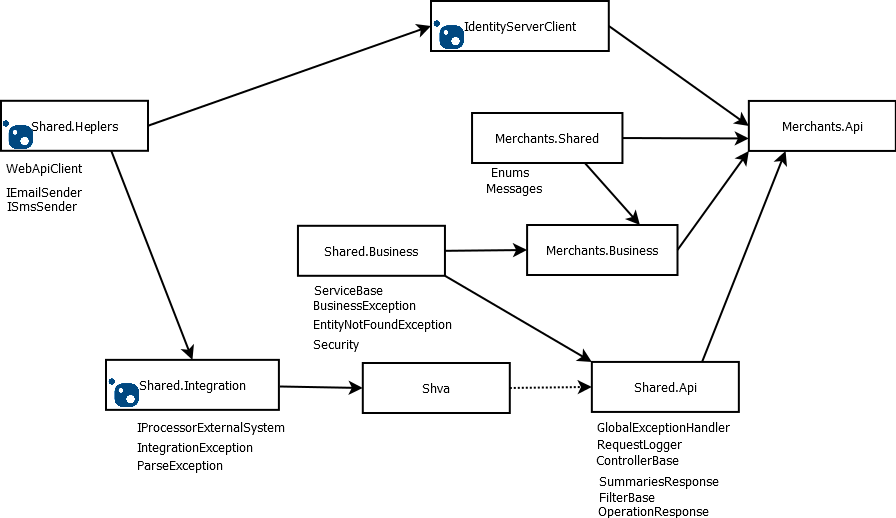 IdentityServerClient
Shared.Heplers
Merchants.Api
Merchants.Shared
WebApiClient
Enums
Messages
IEmailSender
ISmsSender
Shared.Business
Merchants.Business
ServiceBase
BusinessException
EntityNotFoundException
Security
Shared.Integration
Shva
Shared.Api
IProcessorExternalSystem
IntegrationException
ParseException
GlobalExceptionHandler
RequestLogger
ControllerBase
SummariesResponse
FilterBase
OperationResponse